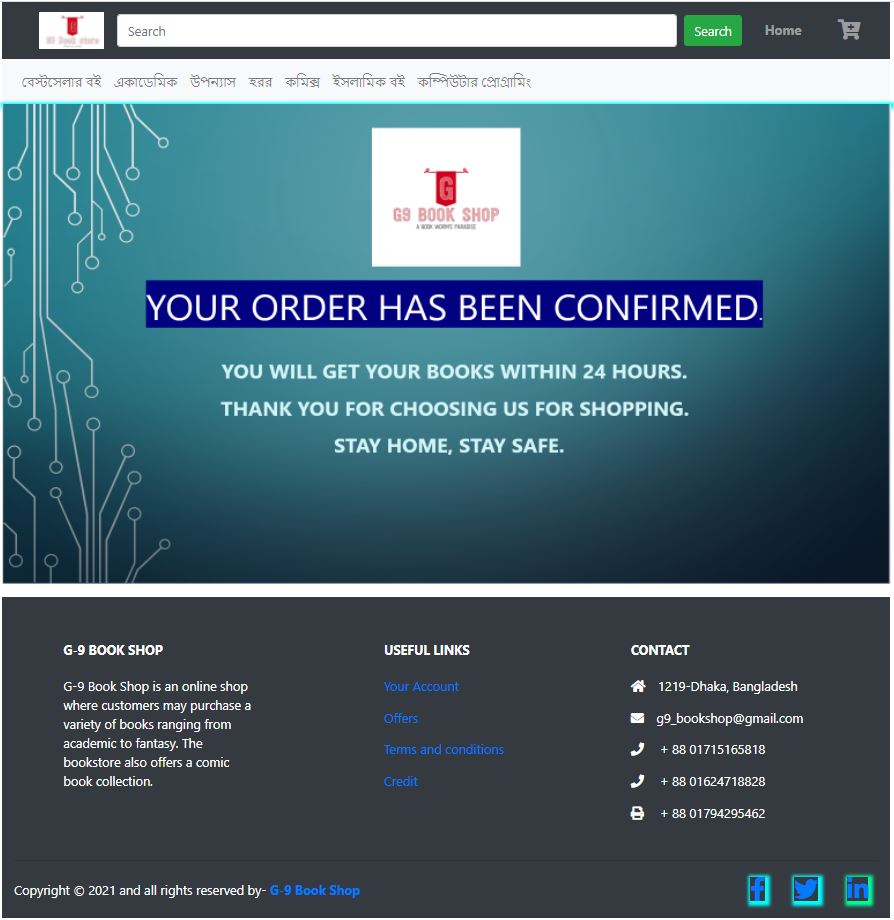 G9 Book store
Search
Search
Home
বেস্টসেলার বই একাডেমিক উপন্যাস হরর কমিক্স ইসলামিক বই কম্পিউটার প্রোগ্রামিং
G
G9 BOOK SHOP
A BOOK WORM'S PARADISE
YOUR ORDER HAS BEEN CONFIRMED.
YOU WILL GET YOUR BOOKS WITHIN 24 HOURS.
THANK YOU FOR CHOOSING US FOR SHOPPING.
STAY HOME, STAY SAFE.
G-9 BOOK SHOP
G-9 Book Shop is an online shop
where customers may purchase a
variety of books ranging from
academic to fantasy. The
bookstore also offers a comic
book collection.
USEFUL LINKS
Your Account
Offers
Terms and conditions
Credit
CONTACT
1219-Dhaka, Bangladesh
g9_bookshop@gmail.com
+ 88 01715165818
+ 88 01624718828
+ 88 01794295462
Copyright © 2021 and all rights reserved by- G-9 Book Shop